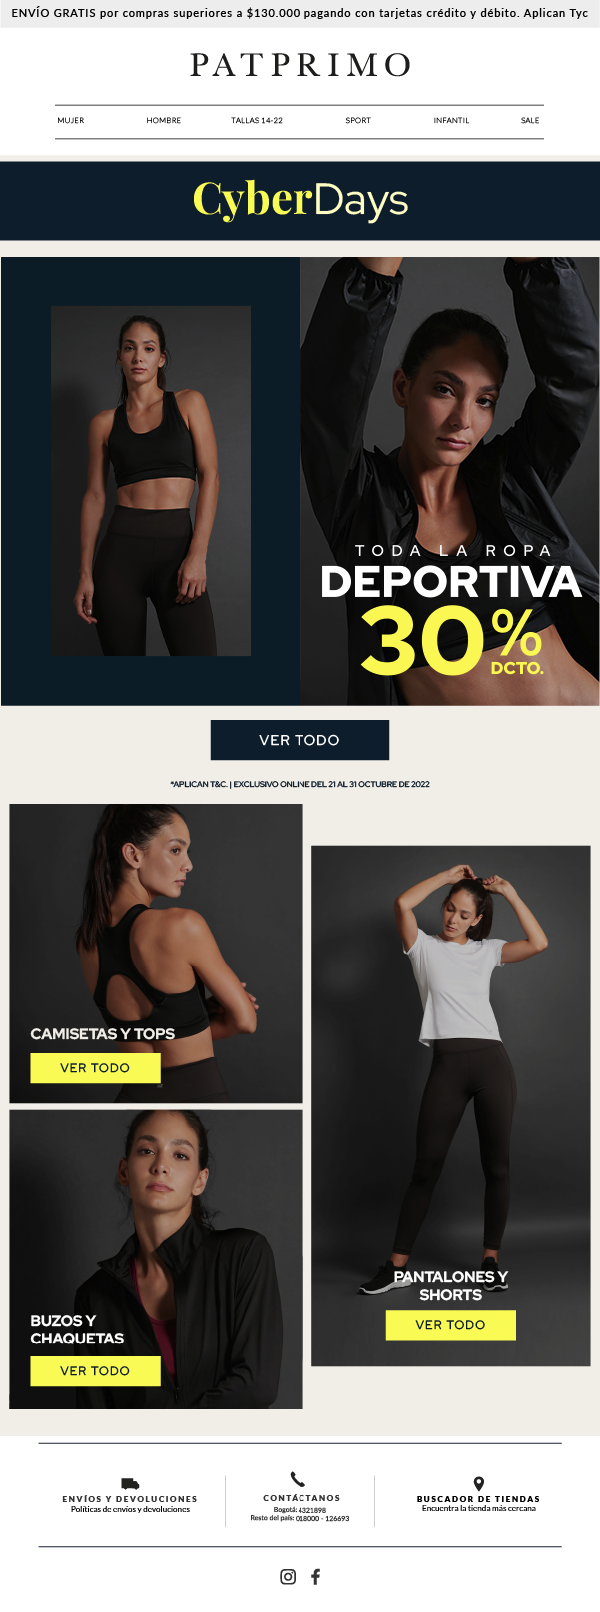 ENVÍO GRATIS por compras superiores a $130.000 pagando con tarjetas crédito y débito. Aplican Tyc
PATPRIMO
MUJER HOMBRE TALLAS 14-22 SPORT INFANTIL SALE
CyberDays
TODA LA ROPA
DEPORTIVA
30%
DCTO.
VER TODO
*APLICAN T&C. | EXCLUSIVO ONLINE DEL 21 AL 31 OCTUBRE DE 2022
CAMISETAS Y TOPS
VER TODO
BUZOS Y
CHAQUETAS
VER TODO
PANTALONES Y
SHORTS
VER TODO
ENVÍOS Y DEVOLUCIONES
Políticas de envíos y devoluciones
CONTÁCTANOS
Bogotá: 4321898
Resto del país: 018000 - 126693
BUSCADOR DE TIENDAS
Encuentra la tienda más cercana